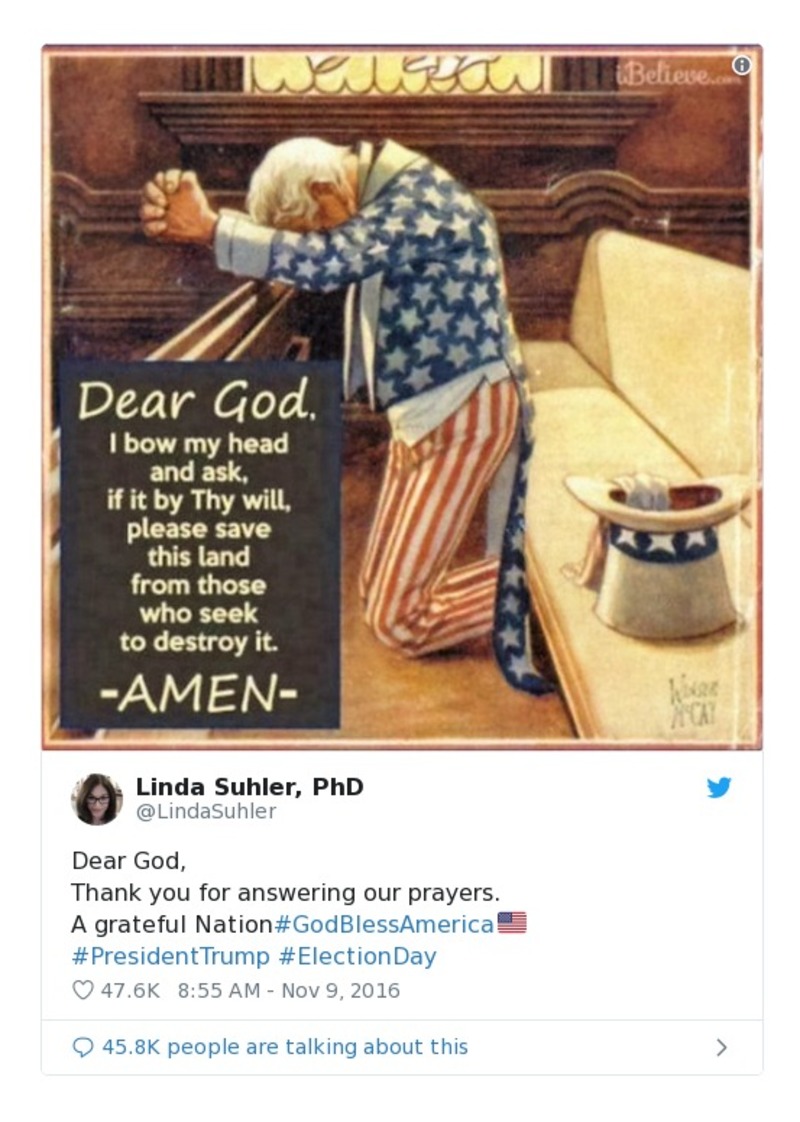 iBelieve.com
Dear God,
I bow my head
and ask,
if it by Thy will,
please save
this land
from those
who seek
to destroy it.
-AMEN-
McCAY
Linda Suhler, PhD
@LindaSuhler
Dear God,
Thank you for answering our prayers.
A grateful Nation#GodBlessAmerica🇺🇸
#PresidentTrump #ElectionDay
47.6K 8:55 AM - Nov 9, 2016
45.8K people are talking about this